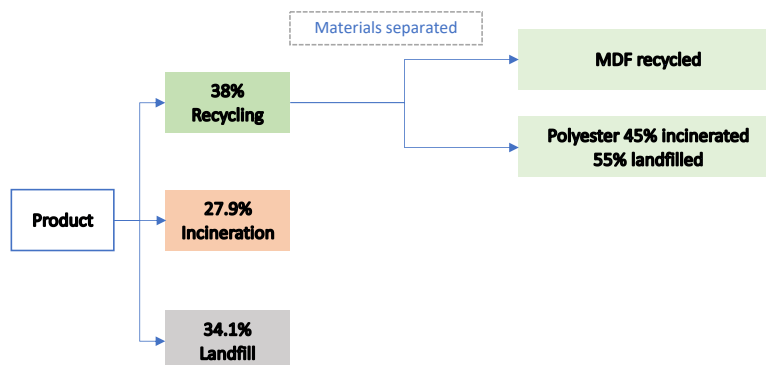 Materials separated
MDF recycled
38%
Recycling
Polyester 45% incinerated
55% landfilled
Product
27.9%
Incineration
34.1%
Landfill